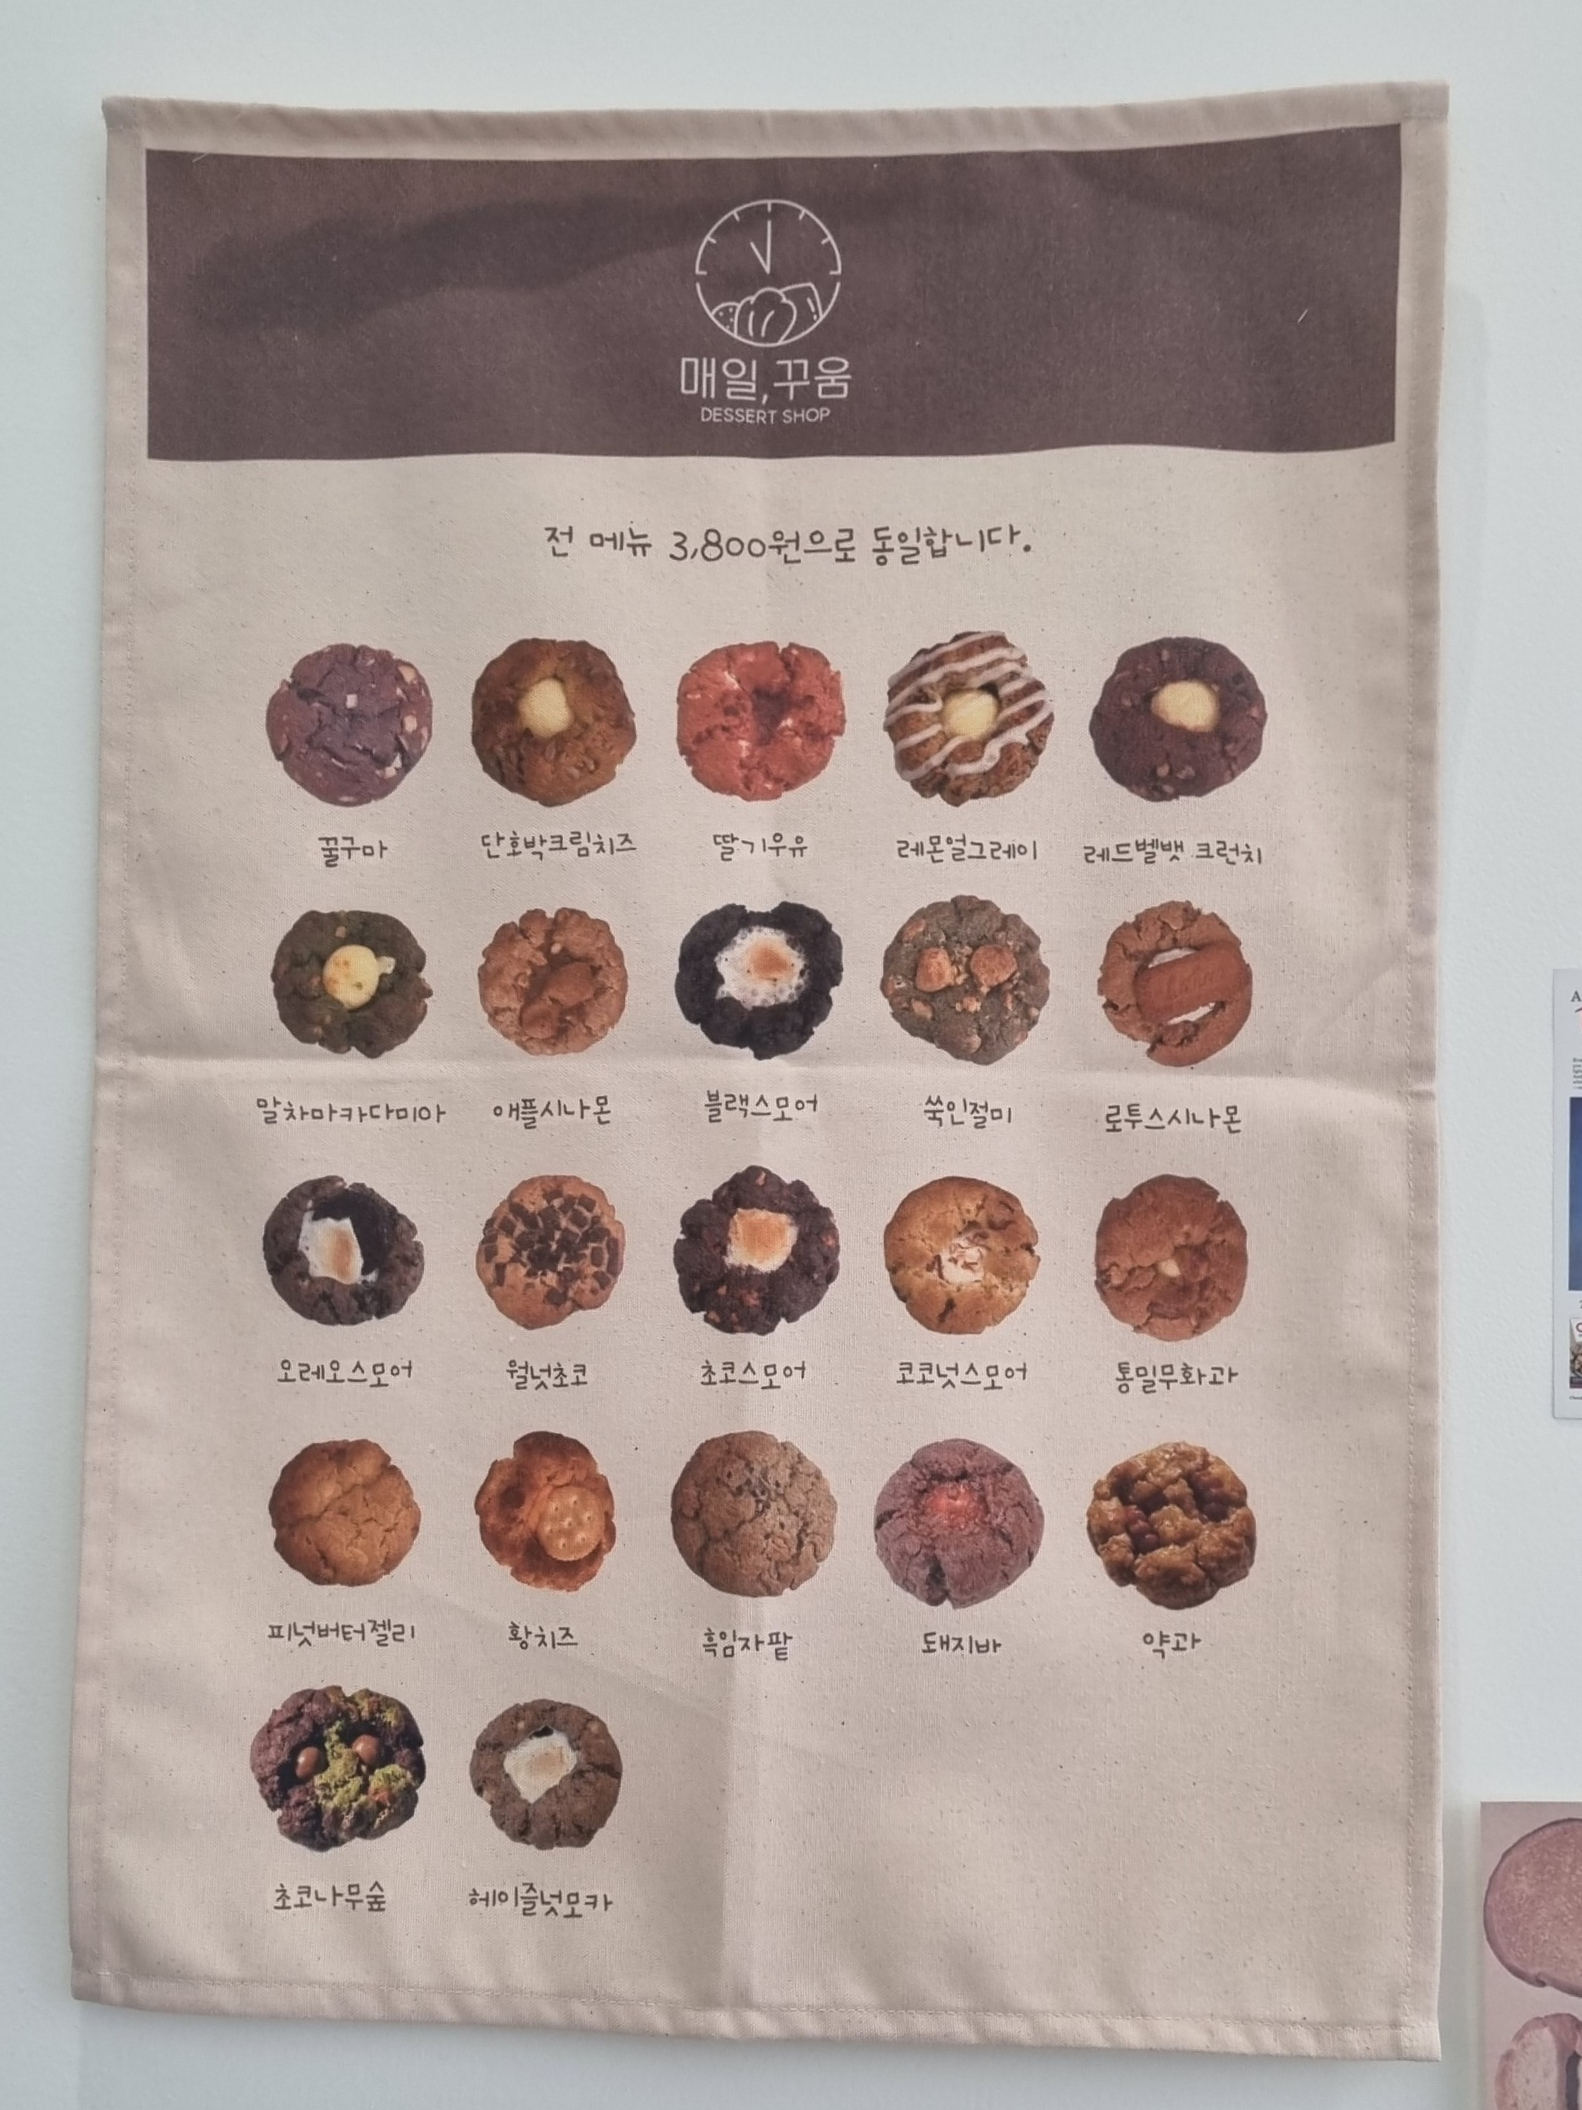 매일,꾸움
DESSERT SHOP
전 메뉴 3,800원으로 동일합니다.
꿀구마 단호박크림치즈 딸기우유 레몬얼그레이 레드벨뱃 크런치
말차마카다미아 애플시나몬 블랙스모어 쑥인절미 로투스시나몬
오레오스모어 월넛초코 초코스모어 코코넛스모어 통밀무화과
피넛버터젤리 황치즈 흑임자팥 돼지바 약과
초코나무숲 헤이즐넛모카